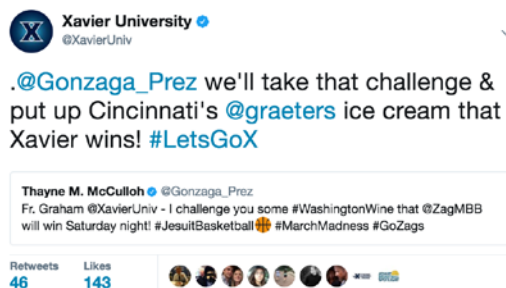 Xavier University
@XavierUniv
.@Gonzaga_Prez we'll take that challenge &
put up Cincinnati's @graeters ice cream that
Xavier wins! #LetsGoX
Thayne M. McCulloh @Gonzaga_Prez
Fr. Graham @XavierUniv - I challenge you some #WashingtonWine that @ZagMBB
will win Saturday night! #JesuitBasketball🏀 #MarchMadness #GoZags
Retweets Likes
46 143